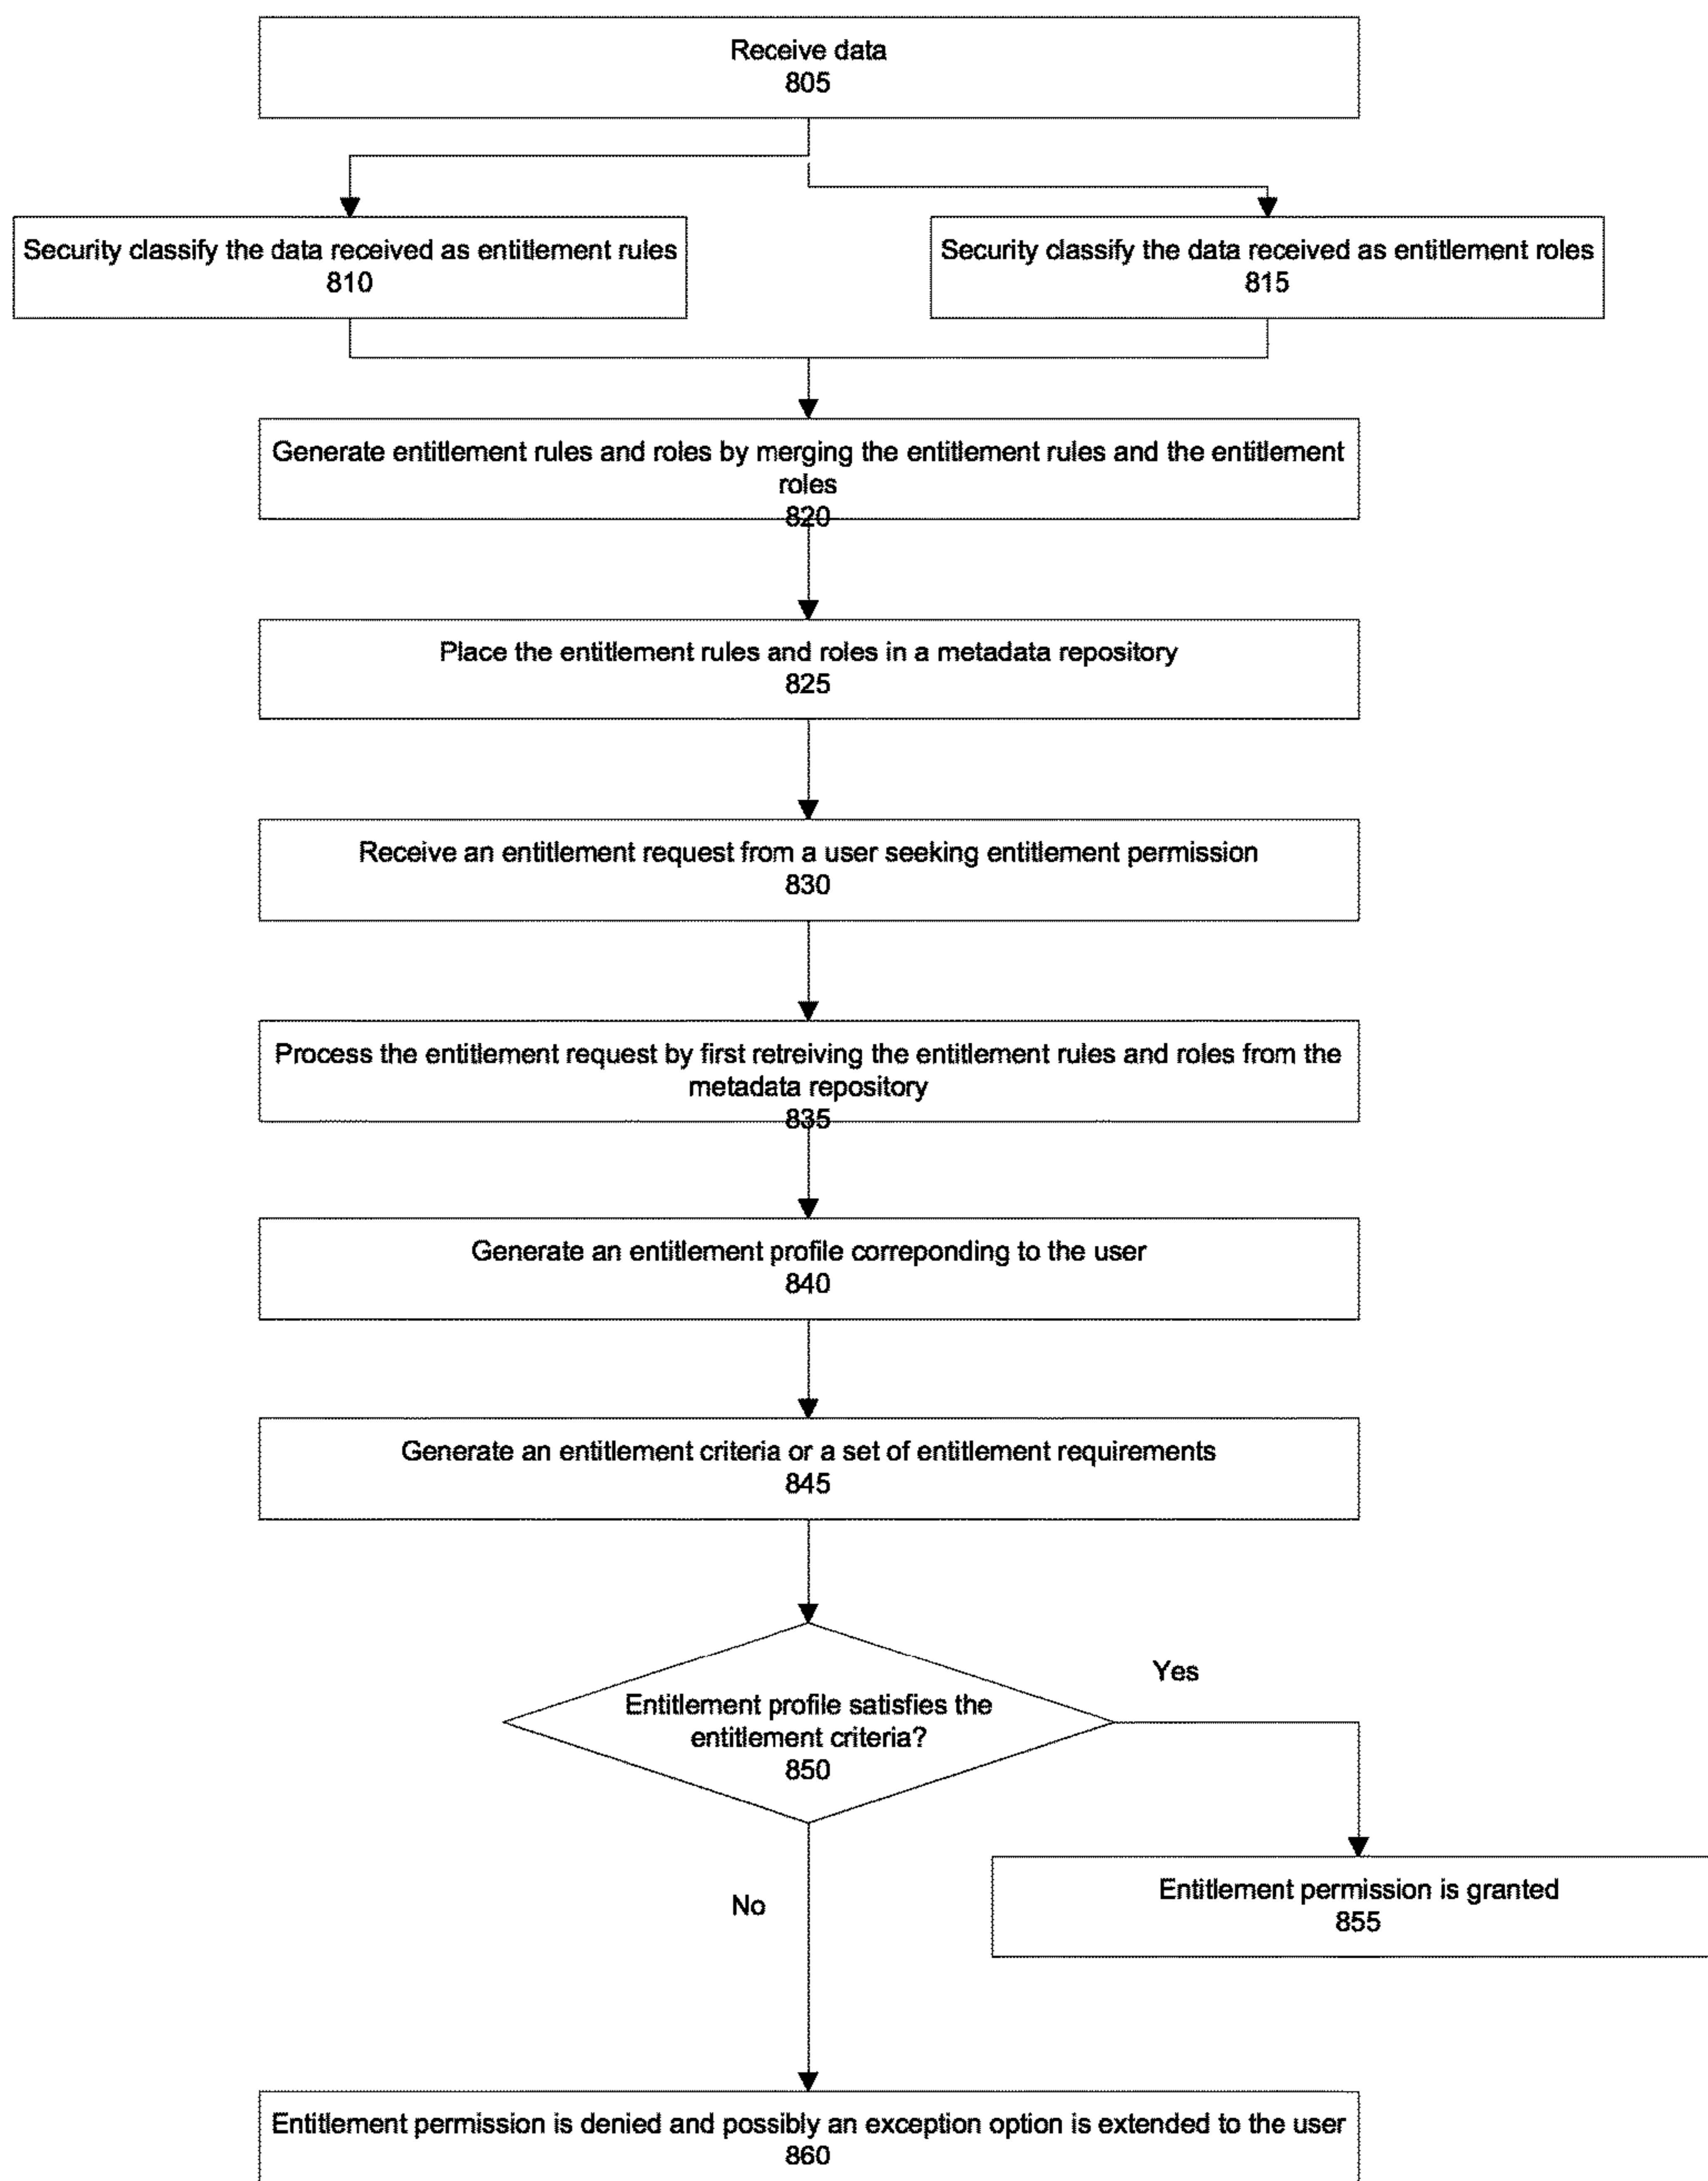 Receive data
805
Security classify the data received as entitlement rules
810
Security classify the data received as entitlement roles
815
Generate entitlement rules and roles by merging the entitlement rules and the entitlement
roles
820
Place the entitlement rules and roles in a metadata repository
825
Receive an entitlement request from a user seeking entitlement permission
830
Process the entitlement request by first retreiving the entitlement rules and roles from the
metadata repository
835
Generate an entitlement profile correponding to the user
840
Generate an entitlement criteria or a set of entitlement requirements
845
Entitlement profile satisfies the
entitlement criteria?
850
Yes
No
Entitlement permission is granted
855
Entitlement permission is denied and possibly an exception option is extended to the user
860